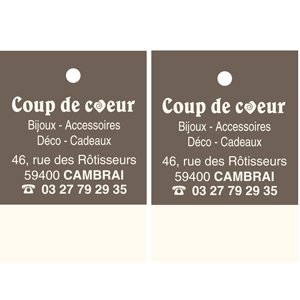 Coup de cœur
Bijoux - Accessoires
Déco - Cadeaux
46, rue des Rôtisseurs
59400 CAMBRAI
☎ 03 27 79 29 35
Coup de cœur
Bijoux - Accessoires
Déco - Cadeaux
46, rue des Rôtisseurs
59400 CAMBRAI
☎ 03 27 79 29 35